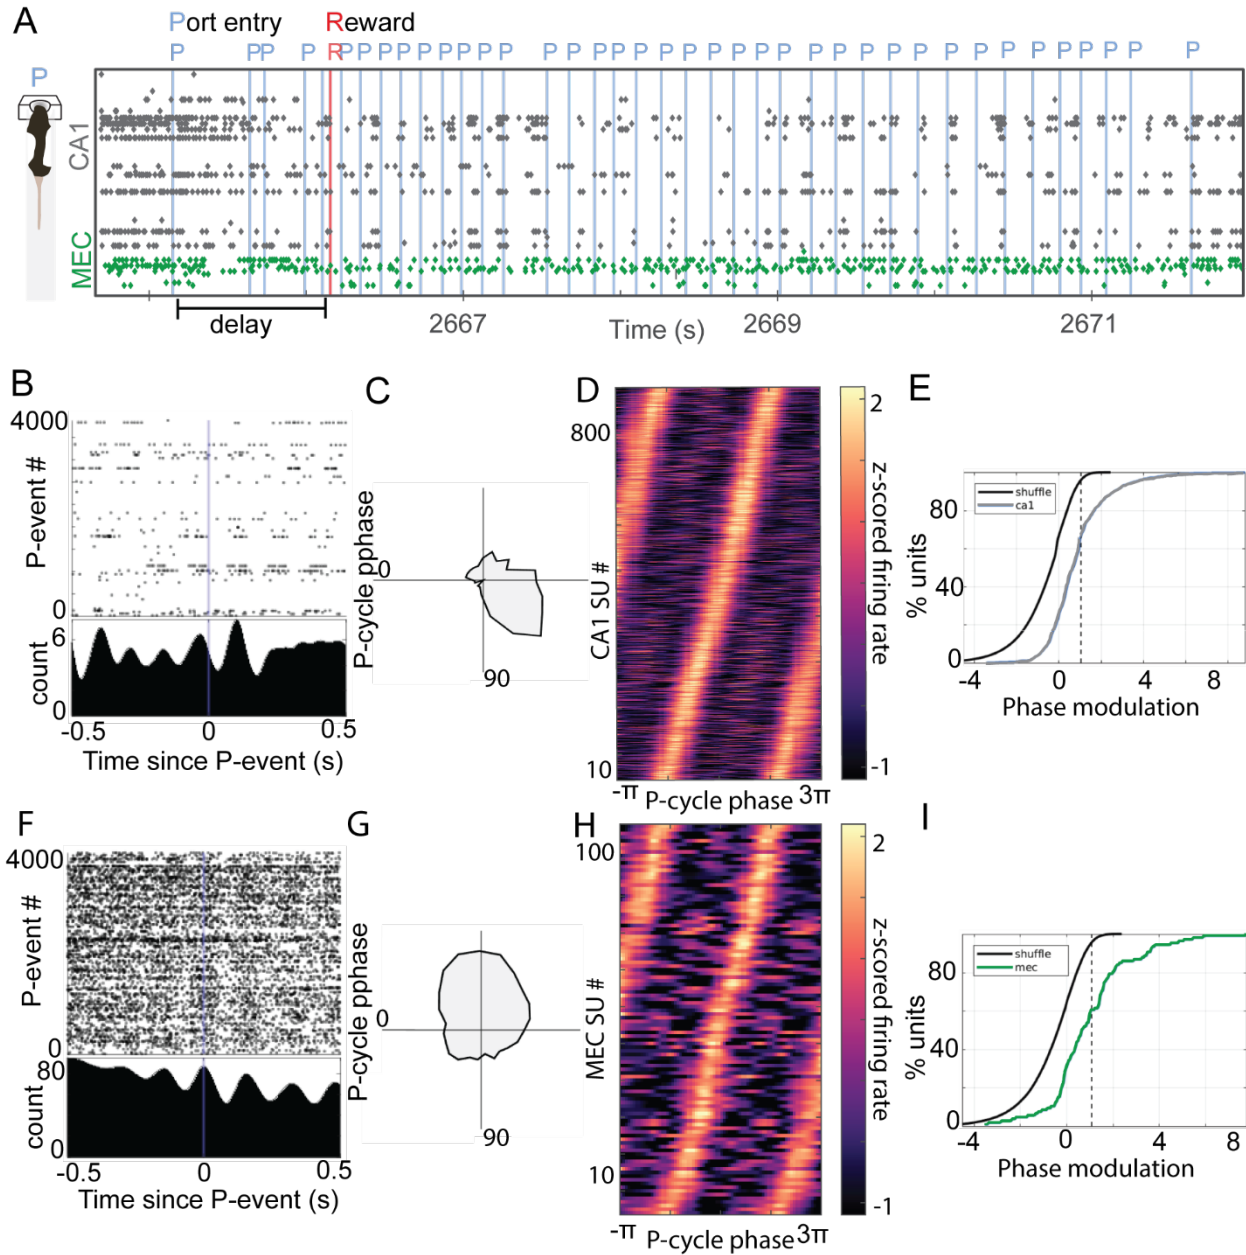 A
Port entry
Reward
P P P P P R P P P P P P P P P P P P P P P P P P P P P P P P P P P P P P P P
P
CA1
MEC
delay
2667
Time (s)
2669
2671
B
4000
P-event #
0
6
count
0
-0.5
0
0.5
Time since P-event (s)
C
P-cycle pphase
0
90
D
800
CA1 SU #
10
-π
P-cycle phase
3π
2
z-scored firing rate
-1
E
shuffle
ca1
80
40
0
% units
-4
0
4
8
Phase modulation
F
4000
P-event #
0
80
count
0
-0.5
0
0.5
Time since P-event (s)
G
P-cycle pphase
0
90
H
100
MEC SU #
10
-π
P-cycle phase
3π
2
z-scored firing rate
-1
I
shuffle
mec
80
40
0
% units
-4
0
4
8
Phase modulation